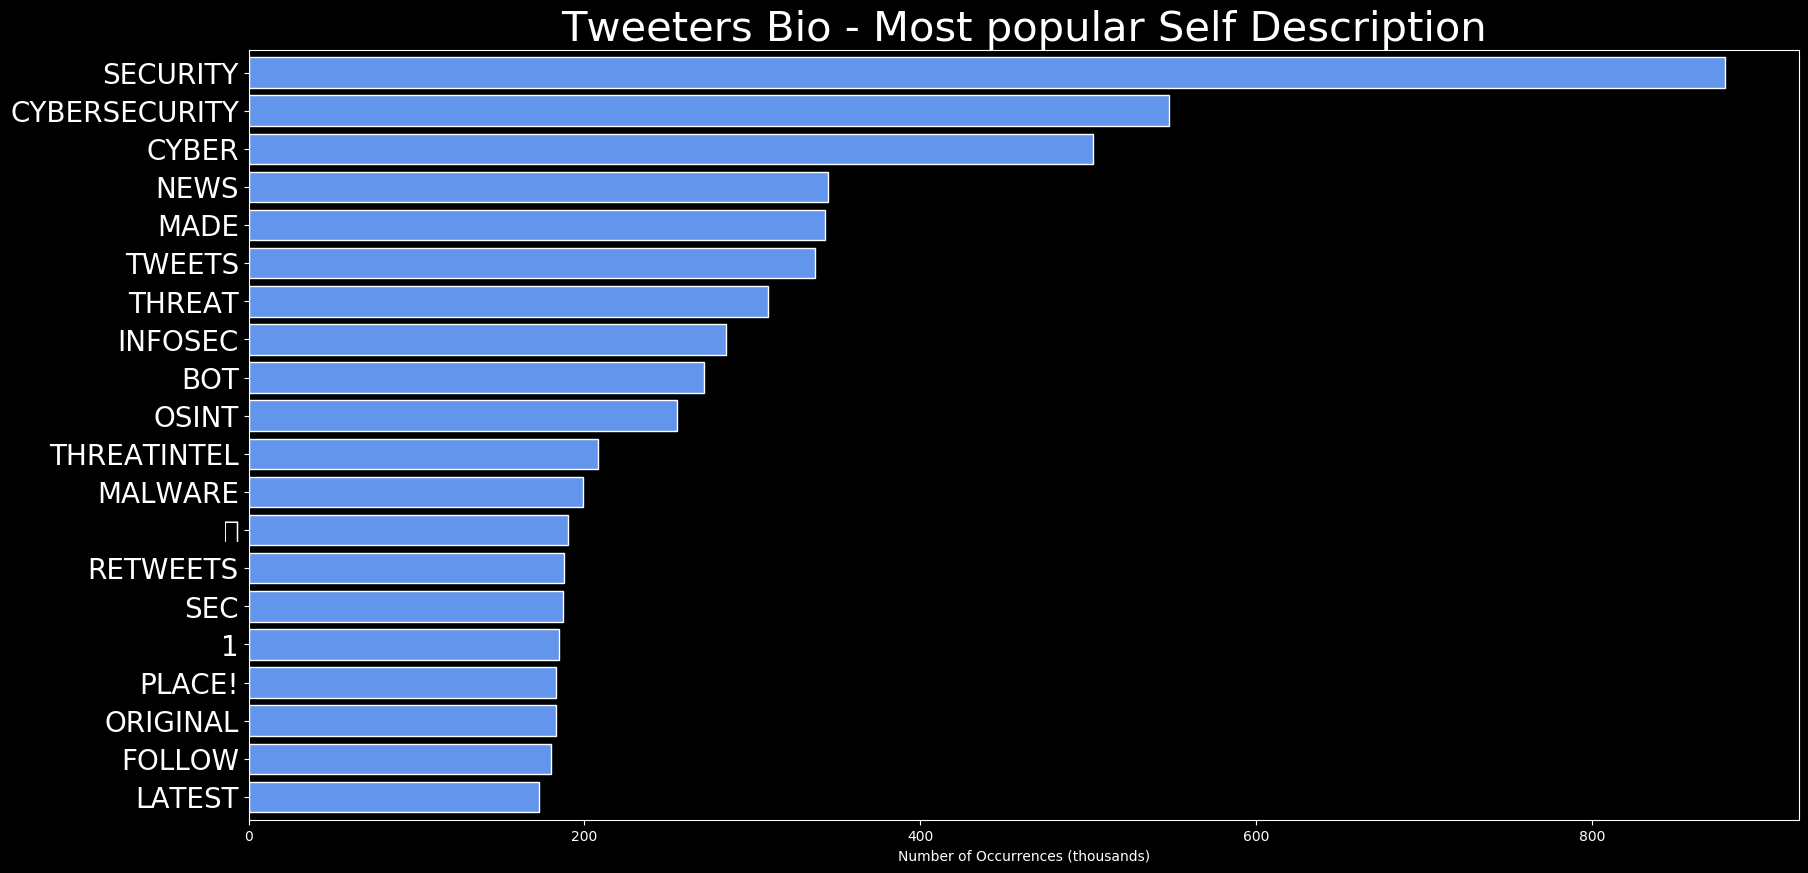 Tweeters Bio - Most popular Self Description
SECURITY
CYBERSECURITY
CYBER
NEWS
MADE
TWEETS
THREAT
INFOSEC
BOT
OSINT
THREATINTEL
MALWARE
RETWEETS
SEC
1
PLACE!
ORIGINAL
FOLLOW
LATEST
0 200 400 600 800
Number of Occurrences (thousands)